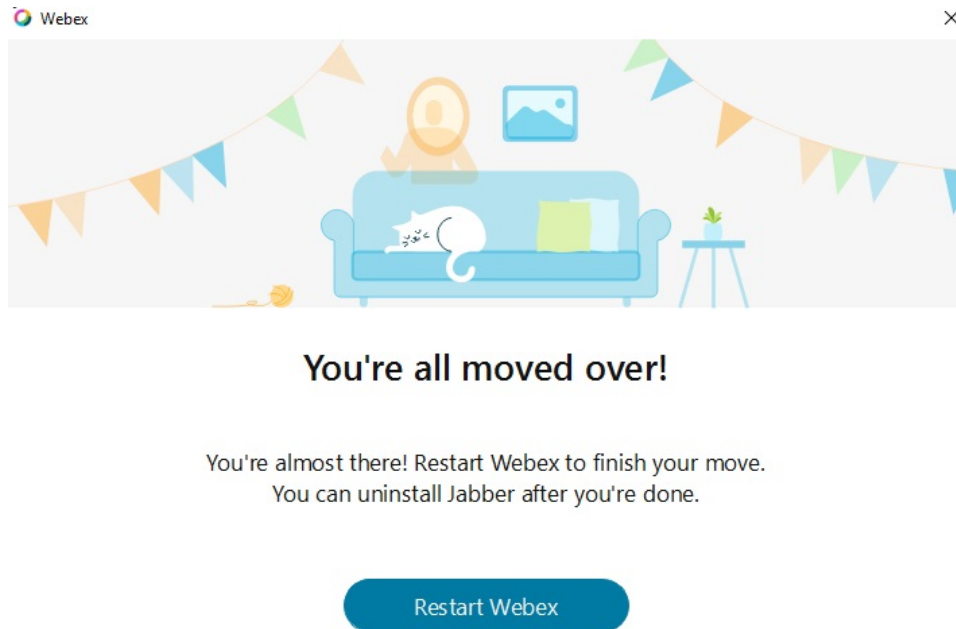 Webex
You're all moved over!
You're almost there! Restart Webex to finish your move.
You can uninstall Jabber after you're done.
Restart Webex